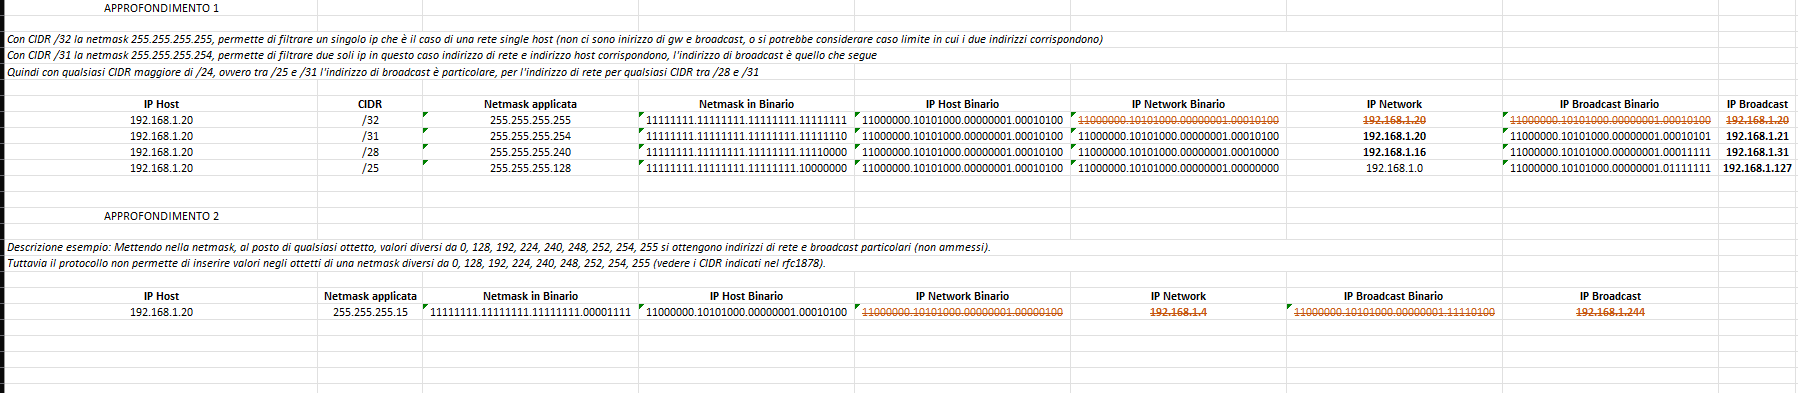 APPROFONDIMENTO 1
Con CIDR /32 la netmask 255.255.255.255, permette di filtrare un singolo ip che è il caso di una rete single host (non ci sono inirizzo di gw e broadcast, o si potrebbe considerare caso limite in cui i due indirizzi corrispondono)
Con CIDR /31 la netmask 255.255.255.254, permette di filtrare due soli ip in questo caso indirizzo di rete e indirizzo host corrispondono, l'indirizzo di broadcast è quello che segue
Quindi con qualsiasi CIDR maggiore di /24, ovvero tra /25 e /31 l'indirizzo di broadcast è particolare, per l'indirizzo di rete per qualsiasi CIDR tra /28 e /31
IP Host CIDR Netmask applicata Netmask in Binario IP Host Binario IP Network Binario IP Network IP Broadcast Binario IP Broadcast
192.168.1.20 /32 255.255.255.255 11111111.11111111.11111111.11111111 11000000.10101000.00000001.00010100 11000000.10101000.00000001.00010100 192.168.1.20 11000000.10101000.00000001.00010100 192.168.1.20
192.168.1.20 /31 255.255.255.254 11111111.11111111.11111111.11111110 11000000.10101000.00000001.00010100 11000000.10101000.00000001.00010100 192.168.1.20 11000000.10101000.00000001.00010101 192.168.1.21
192.168.1.20 /28 255.255.255.240 11111111.11111111.11111111.11110000 11000000.10101000.00000001.00010100 11000000.10101000.00000001.00010000 192.168.1.16 11000000.10101000.00000001.00011111 192.168.1.31
192.168.1.20 /25 255.255.255.128 11111111.11111111.11111111.10000000 11000000.10101000.00000001.00010100 11000000.10101000.00000001.00000000 192.168.1.0 11000000.10101000.00000001.01111111 192.168.1.127
APPROFONDIMENTO 2
Descrizione esempio: Mettendo nella netmask, al posto di qualsiasi ottetto, valori diversi da 0, 128, 192, 224, 240, 248, 252, 254, 255 si ottengono indirizzi di rete e broadcast particolari (non ammessi).
Tuttavia il protocollo non permette di inserire valori negli ottetti di una netmask diversi da 0, 128, 192, 224, 240, 248, 252, 254, 255 (vedere i CIDR indicati nel rfc1878).
IP Host Netmask applicata Netmask in Binario IP Host Binario IP Network Binario IP Network IP Broadcast Binario IP Broadcast
192.168.1.20 255.255.255.15 11111111.11111111.11111111.00001111 11000000.10101000.00000001.00010100 11000000.10101000.00000001.00000100 192.168.1.4 11000000.10101000.00000001.11110100 192.168.1.244